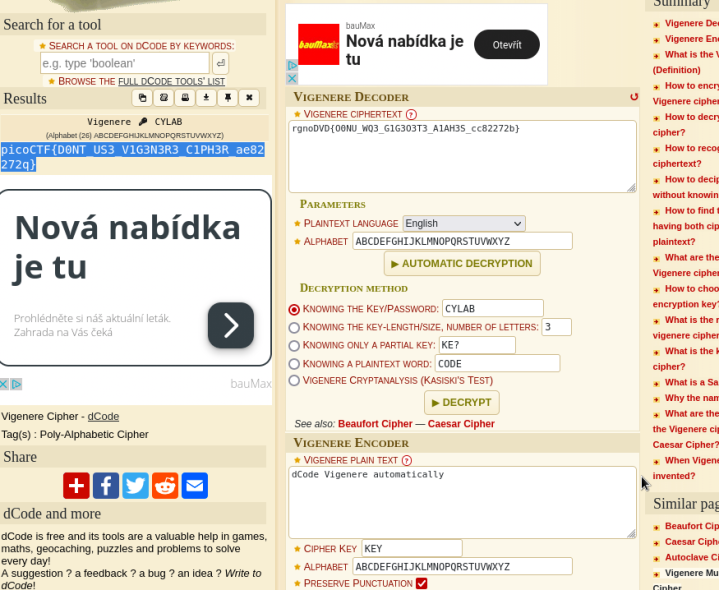 Search for a tool
★ SEARCH A TOOL ON DCODE BY KEYWORDS:
e.g. type 'boolean'
★ BROWSE THE FULL DCODE TOOLS' LIST
Results
Vigenere 🔑 CYLAB
(Alphabet (26) ABCDEFGHIJKLMNOPQRSTUVWXYZ)
picoCTF{D0NT_US3_V1G3N3R3_C1PH3R_ae82
272q}
Nová nabídka
je tu
Prohlédněte si náš aktuální leták.
Zahrada na Vás čeká
bauMax
Vigenere Cipher - dCode
Tag(s) : Poly-Alphabetic Cipher
Share
dCode and more
dCode is free and its tools are a valuable help in games,
maths, geocaching, puzzles and problems to solve
every day!
A suggestion ? a feedback ? a bug ? an idea ? Write to
dCode!
bauMax
bauMax
Nová nabídka je
tu
Otevřít
VIGENERE DECODER
★ VIGENERE CIPHERTEXT ?
rgnoDVD{O0NU_WQ3_G1G3O3T3_A1AH3S_cc82272b}
PARAMETERS
★ PLAINTEXT LANGUAGE English
★ ALPHABET ABCDEFGHIJKLMNOPQRSTUVWXYZ
▶ AUTOMATIC DECRYPTION
DECRYPTION METHOD
KNOWING THE KEY/PASSWORD: CYLAB
KNOWING THE KEY-LENGTH/SIZE, NUMBER OF LETTERS: 3
KNOWING ONLY A PARTIAL KEY: KE?
KNOWING A PLAINTEXT WORD: CODE
VIGENERE CRYPTANALYSIS (KASISKI'S TEST)
▶ DECRYPT
See also: Beaufort Cipher — Caesar Cipher
VIGENERE ENCODER
★ VIGENERE PLAIN TEXT ?
dCode Vigenere automatically
★ CIPHER KEY KEY
★ ALPHABET ABCDEFGHIJKLMNOPQRSTUVWXYZ
★ PRESERVE PUNCTUATION
Summary
Vigenere De
Vigenere En
What is the V
(Definition)
How to encry
Vigenere cipher
How to decry
cipher?
How to recog
ciphertext?
How to decip
without knowin
How to find t
having both cip
plaintext?
What are the
Vigenere cipher
How to choo
encryption key?
What is the r
vigenere cipher
What is the k
cipher?
What is a Sa
Why the nam
What are the
the Vigenere cip
Caesar Cipher?
When Vigene
invented?
Similar pag
Beaufort Cip
Caesar Ciph
Autoclave Ci
Vigenere Mu
Cipher